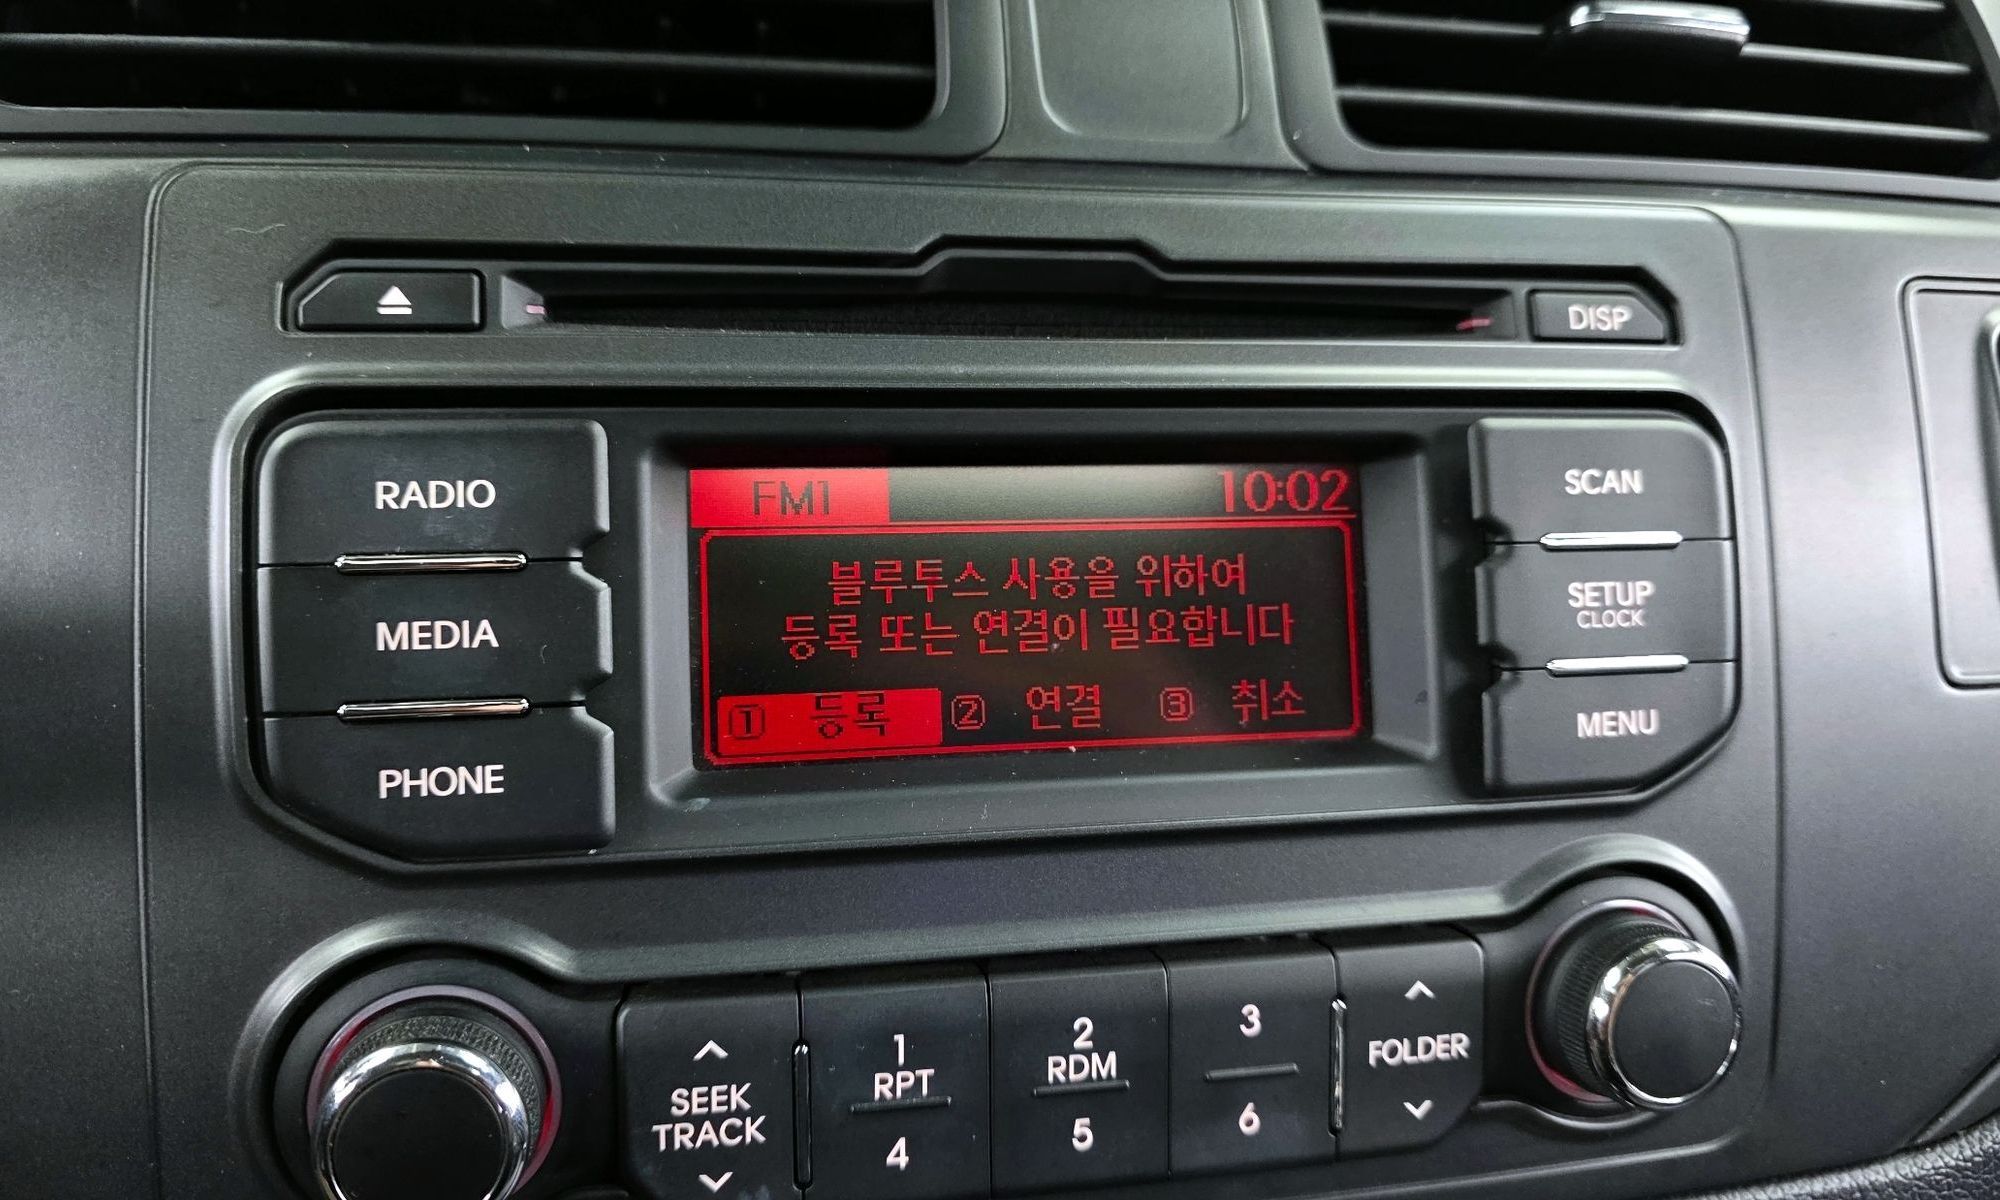 DISP
RADIO
MEDIA
PHONE
FM1 10:02
블루투스 사용을 위하여
등록 또는 연결이 필요합니다
① 등록 ② 연결 ③ 취소
SCAN
SETUP
CLOCK
MENU
SEEK
TRACK
1
RPT
4
2
RDM
5
3
6
FOLDER